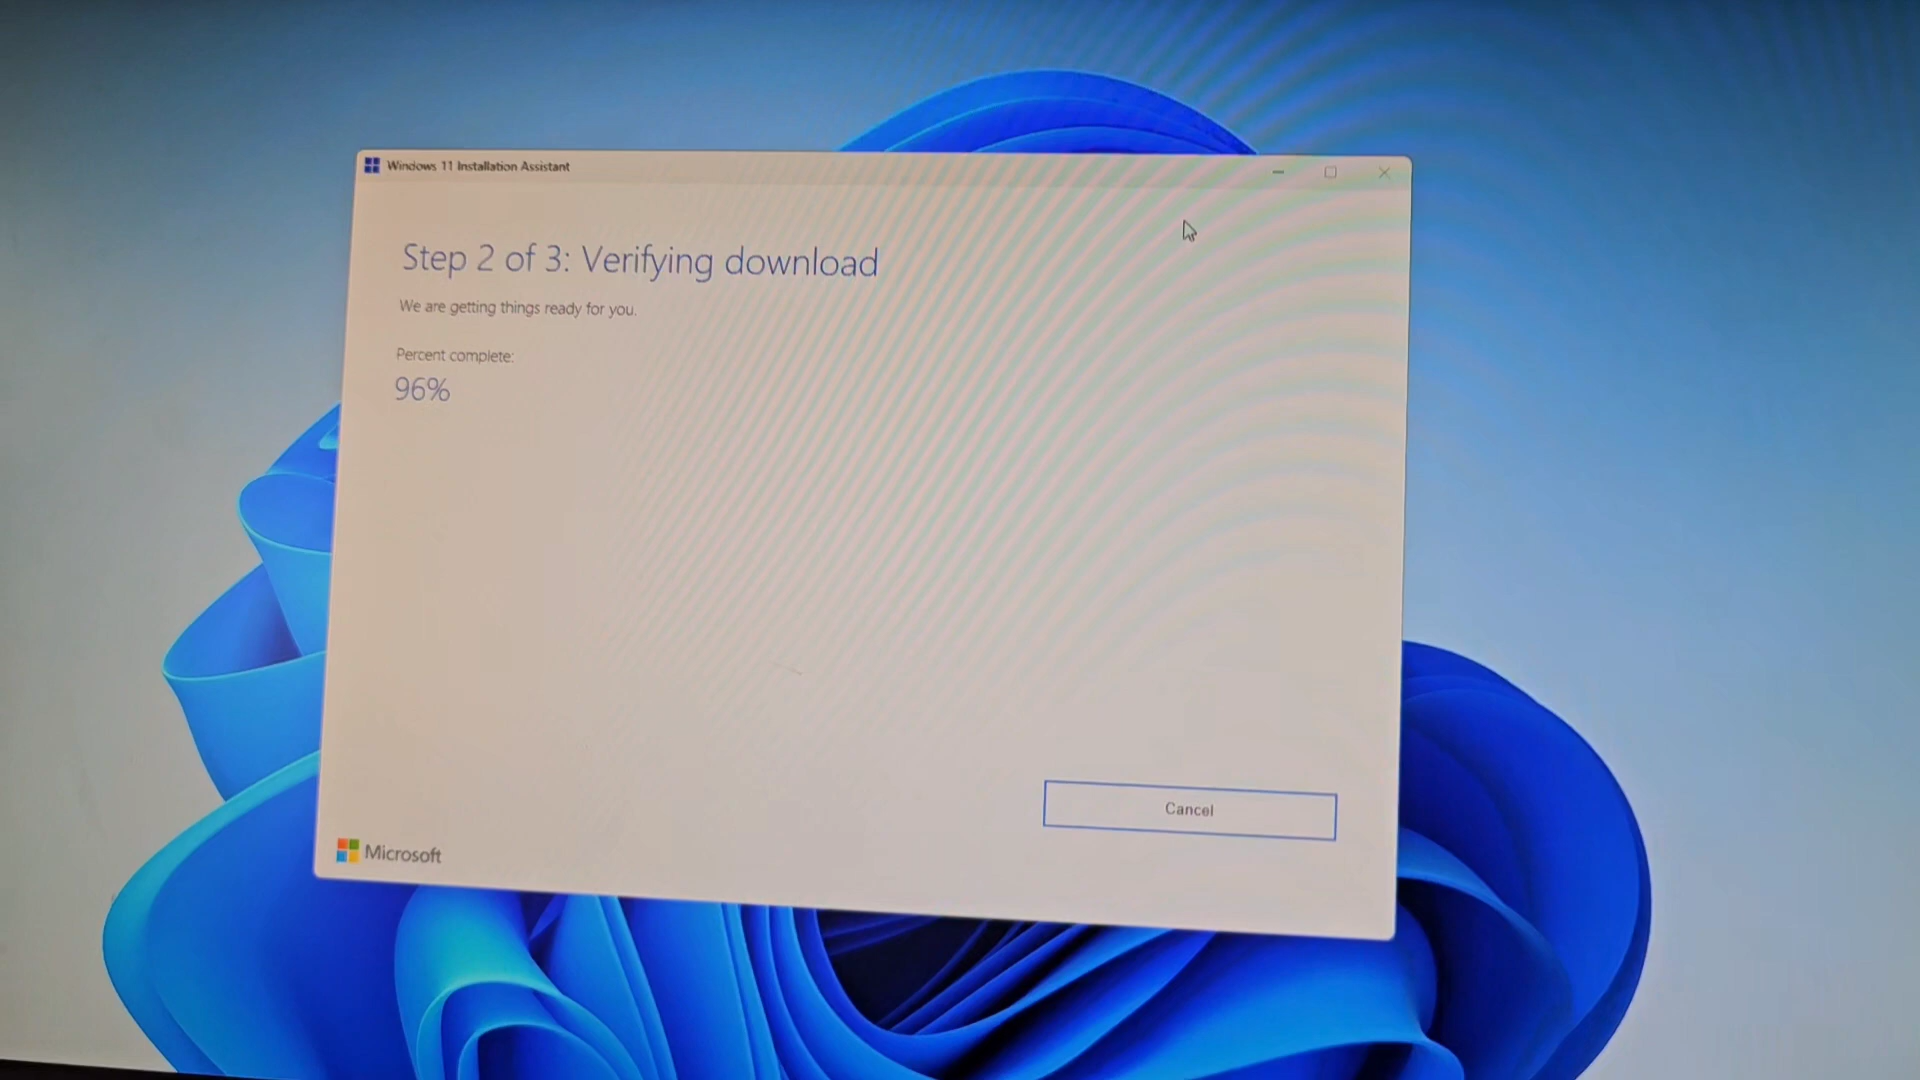 Windows 11 Installation Assistant
Step 2 of 3: Verifying download
We are getting things ready for you.
Percent complete:
96%
Cancel
Microsoft